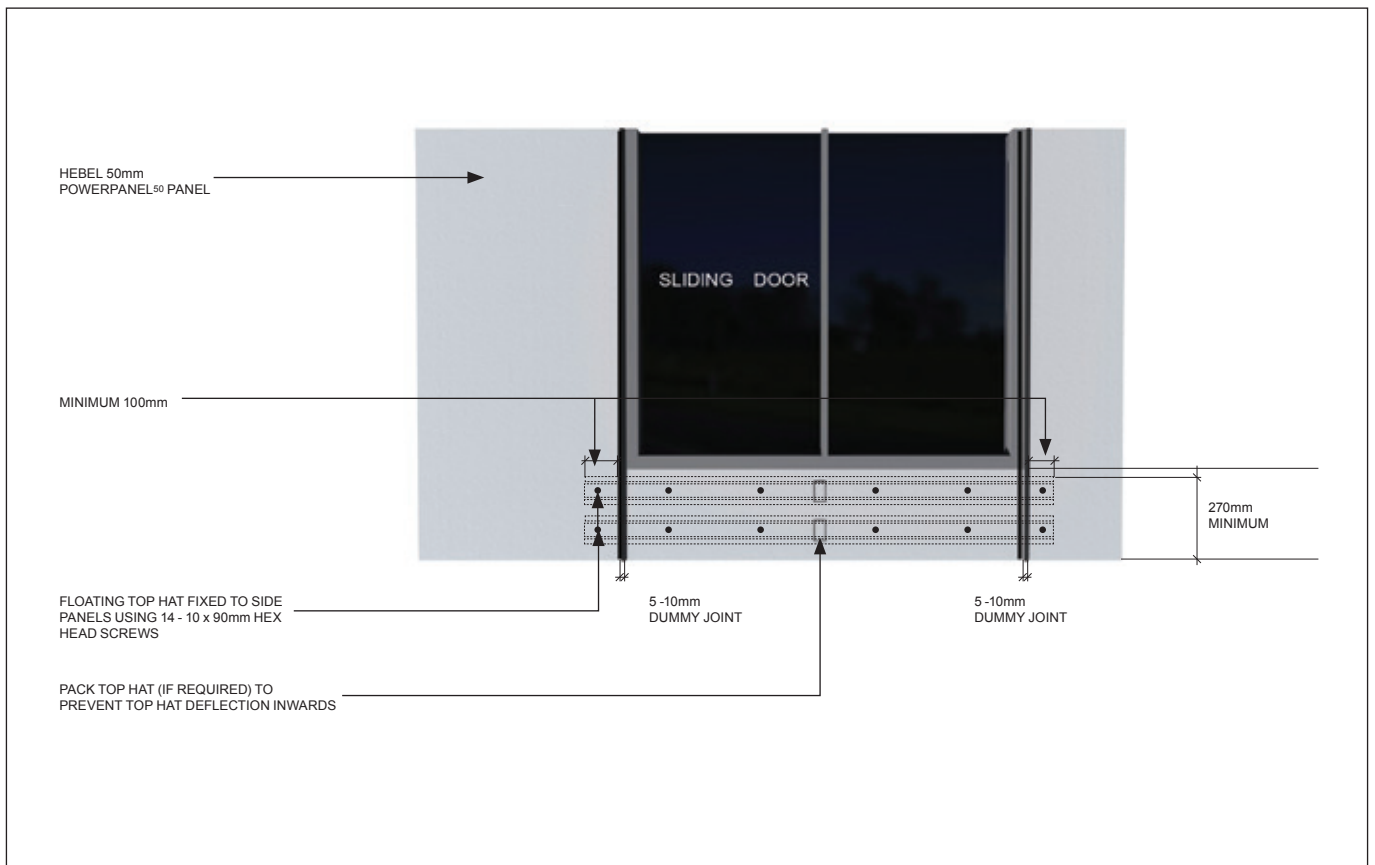 HEBEL 50mm
POWERPANEL⁵⁰ PANEL
SLIDING DOOR
MINIMUM 100mm
270mm
MINIMUM
FLOATING TOP HAT FIXED TO SIDE
PANELS USING 14 - 10 x 90mm HEX
HEAD SCREWS
5 -10mm
DUMMY JOINT
5 -10mm
DUMMY JOINT
PACK TOP HAT (IF REQUIRED) TO
PREVENT TOP HAT DEFLECTION INWARDS